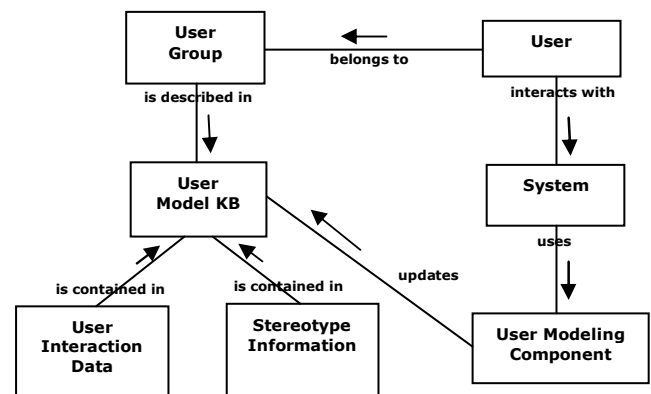 User
Group
User
belongs to
is described in
interacts with
User
Model KB
System
uses
updates
is contained in
is contained in
User
Interaction
Data
Stereotype
Information
User Modeling
Component